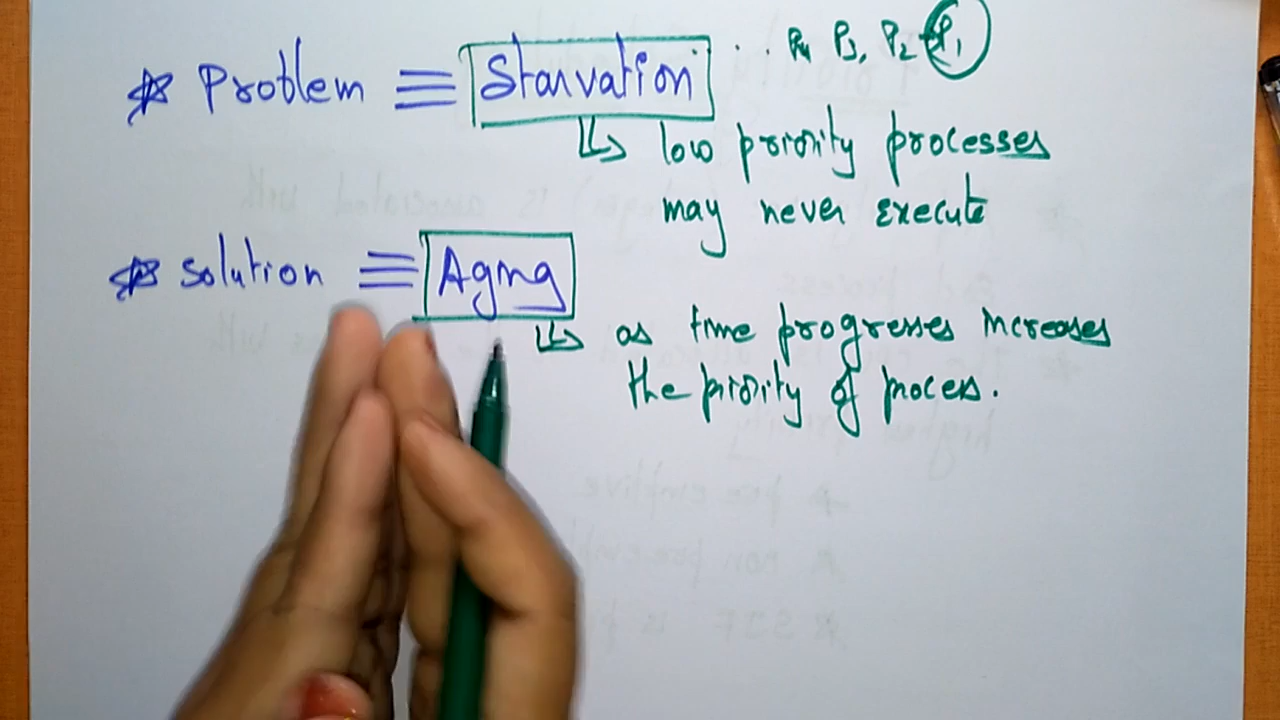 . . P4 P3, P2 P1
* Problem ≡ Starvation
↳ low priority processes
may never execute
* Solution ≡ Aging
↳ as time progresses increases
the priority of proces.